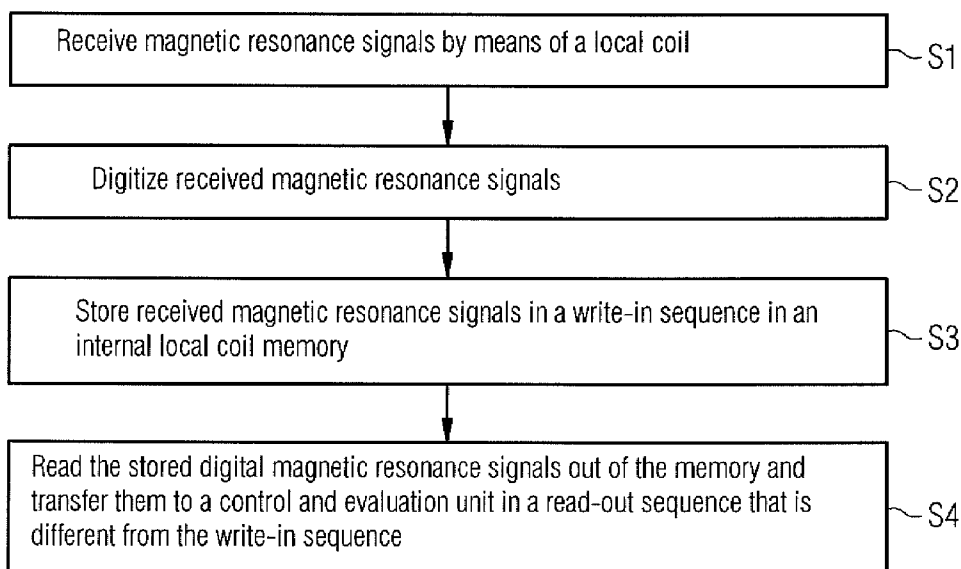 Receive magnetic resonance signals by means of a local coil
S1
Digitize received magnetic resonance signals
S2
Store received magnetic resonance signals in a write-in sequence in an
internal local coil memory
S3
Read the stored digital magnetic resonance signals out of the memory and
transfer them to a control and evaluation unit in a read-out sequence that is
different from the write-in sequence
S4